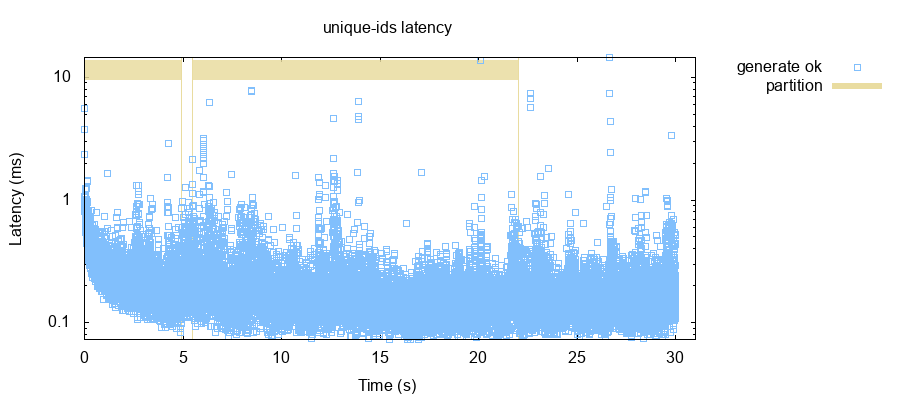 unique-ids latency
generate ok
partition
Latency (ms)
10
1
0.1
0
5
10
15
20
25
30
Time (s)